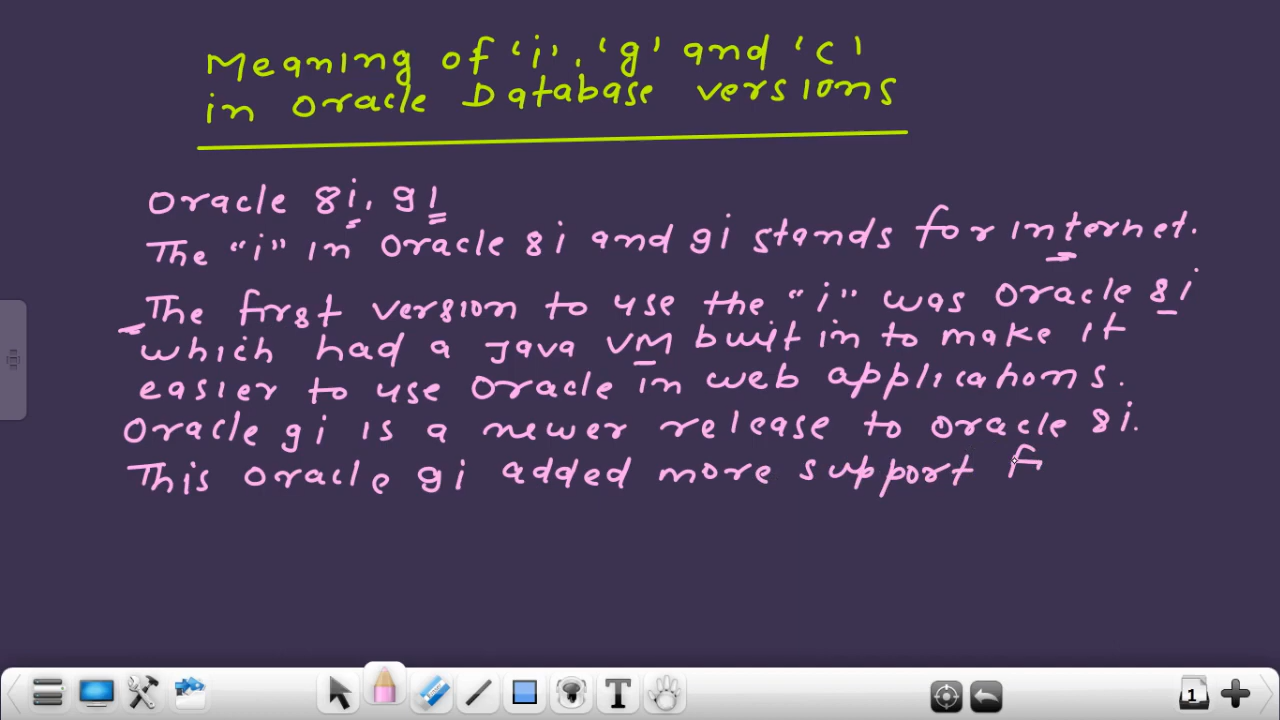 Meaning of 'i', 'g' and 'c'
in Oracle Database versions
Oracle 8i, 9i
The "i" in Oracle 8i and 9i stands for internet.
The first version to use the "i" was Oracle 8i
which had a Java VM built in to make it
easier to use Oracle in web applications.
Oracle 9i is a newer release to Oracle 8i.
This Oracle 9i added more support f
T
1